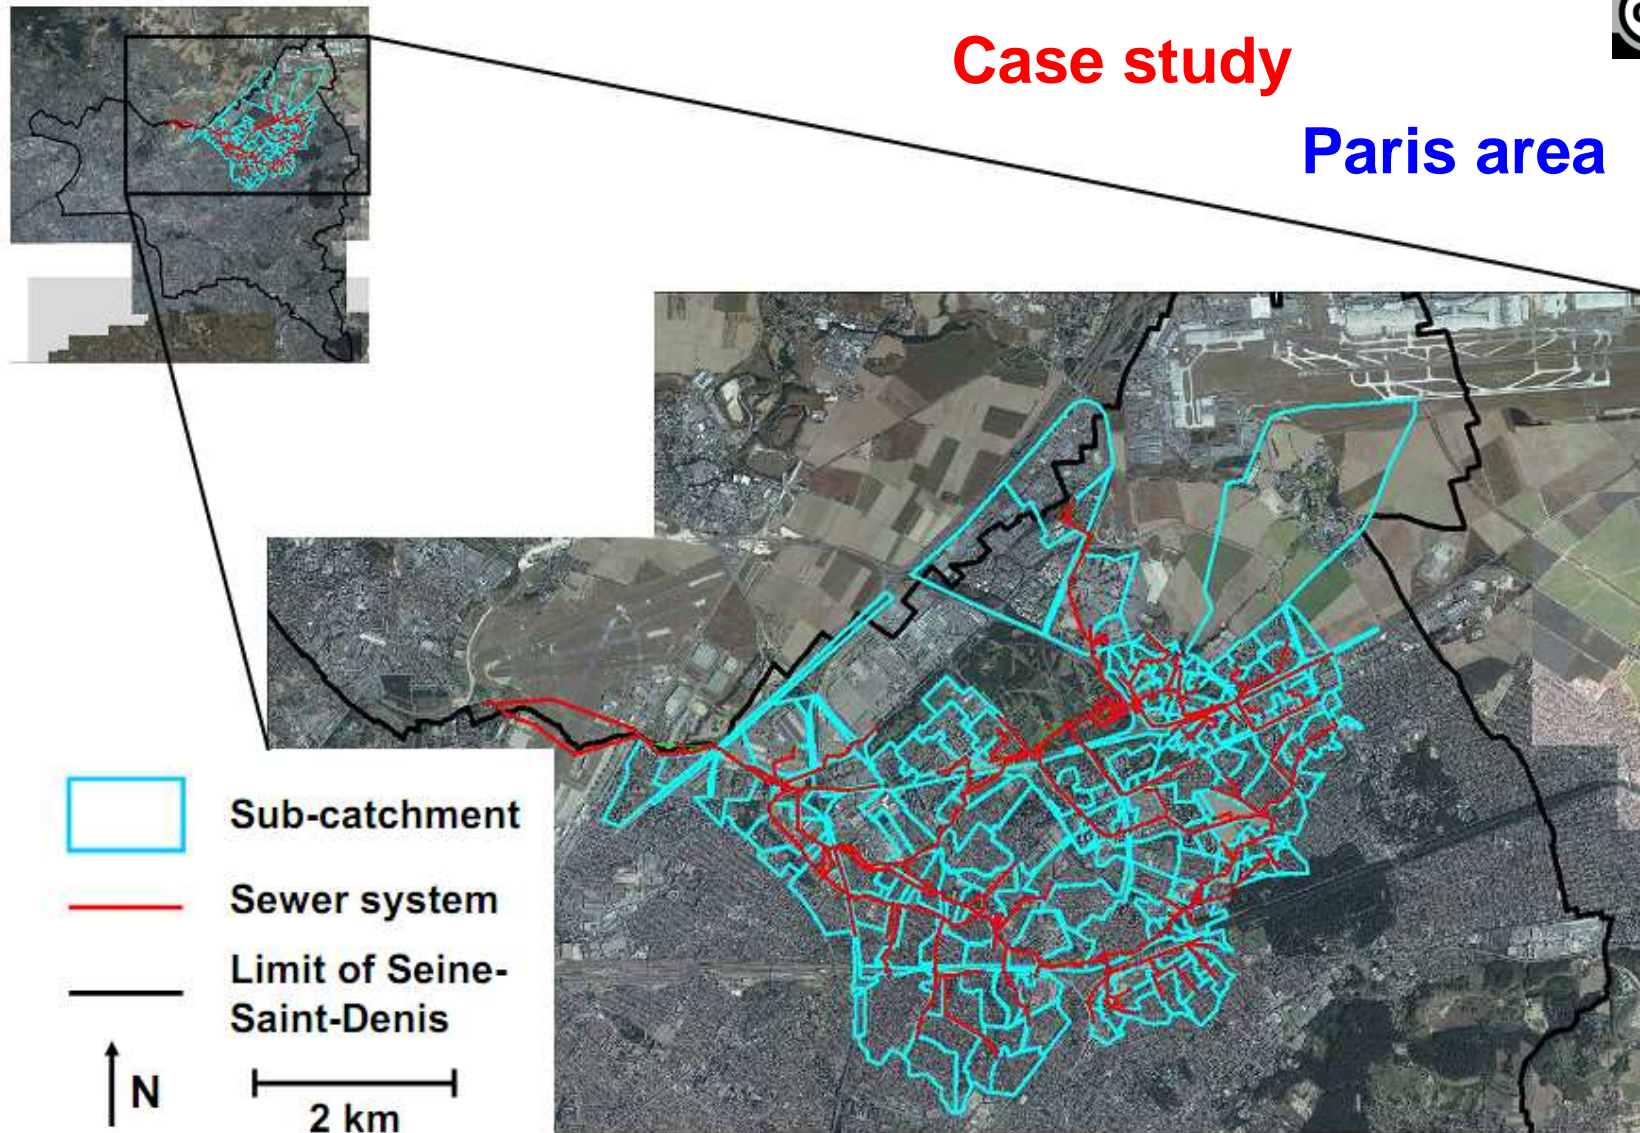 Case study
Paris area
Sub-catchment
Sewer system
Limit of Seine-
Saint-Denis
N
2 km